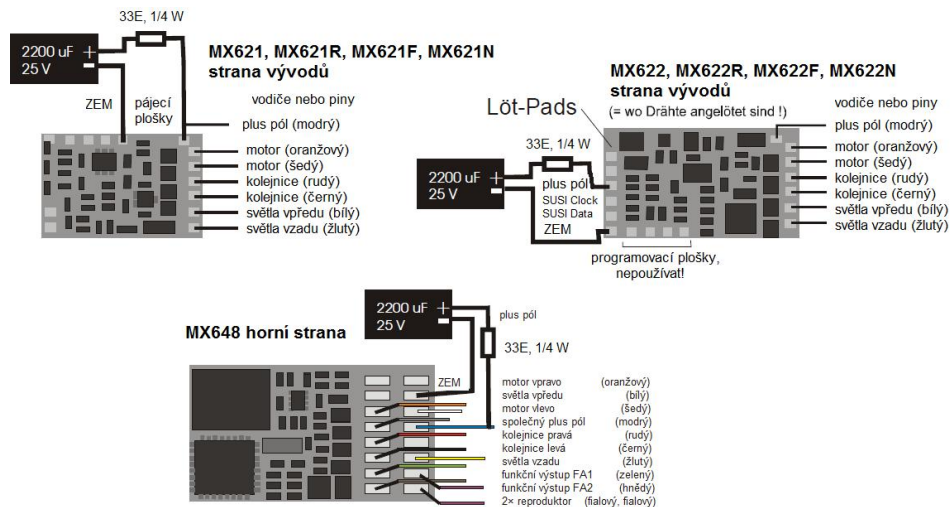 33E, 1/4 W
2200 uF +
25 V
MX621, MX621R, MX621F, MX621N
strana vývodů
ZEM
pájecí
plošky
vodiče nebo piny
plus pól (modrý)
motor (oranžový)
motor (šedý)
kolejnice (rudý)
kolejnice (černý)
světla vpředu (bílý)
světla vzadu (žlutý)
MX622, MX622R, MX622F, MX622N
strana vývodů
(= wo Drähte angelötet sind !)
vodiče nebo piny
plus pól (modrý)
Löt-Pads
33E, 1/4 W
2200 uF +
25 V
plus pól
SUSI Clock
SUSI Data
ZEM
motor (oranžový)
motor (šedý)
kolejnice (rudý)
kolejnice (černý)
světla vpředu (bílý)
světla vzadu (žlutý)
programovací plošky,
nepoužívat!
MX648 horní strana
2200 uF +
25 V
plus pól
33E, 1/4 W
ZEM
motor vpravo (oranžový)
světla vpředu (bílý)
motor vlevo (šedý)
společný plus pól (modrý)
kolejnice pravá (rudý)
kolejnice levá (černý)
světla vzadu (žlutý)
funkční výstup FA1 (zelený)
funkční výstup FA2 (hnědý)
2× reproduktor (fialový, fialový)